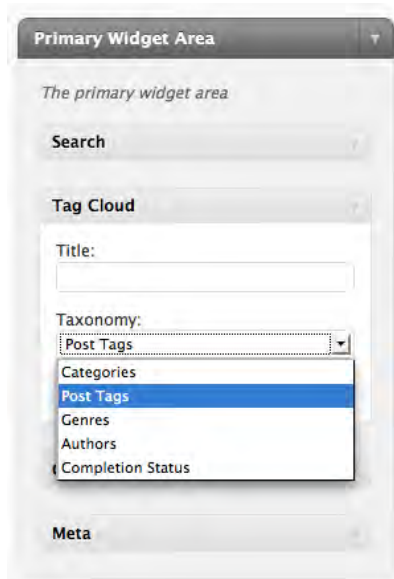 Primary Widget Area
The primary widget area
Search
Tag Cloud
Title:
Taxonomy:
Post Tags
Categories
Post Tags
Genres
Authors
Completion Status
Meta